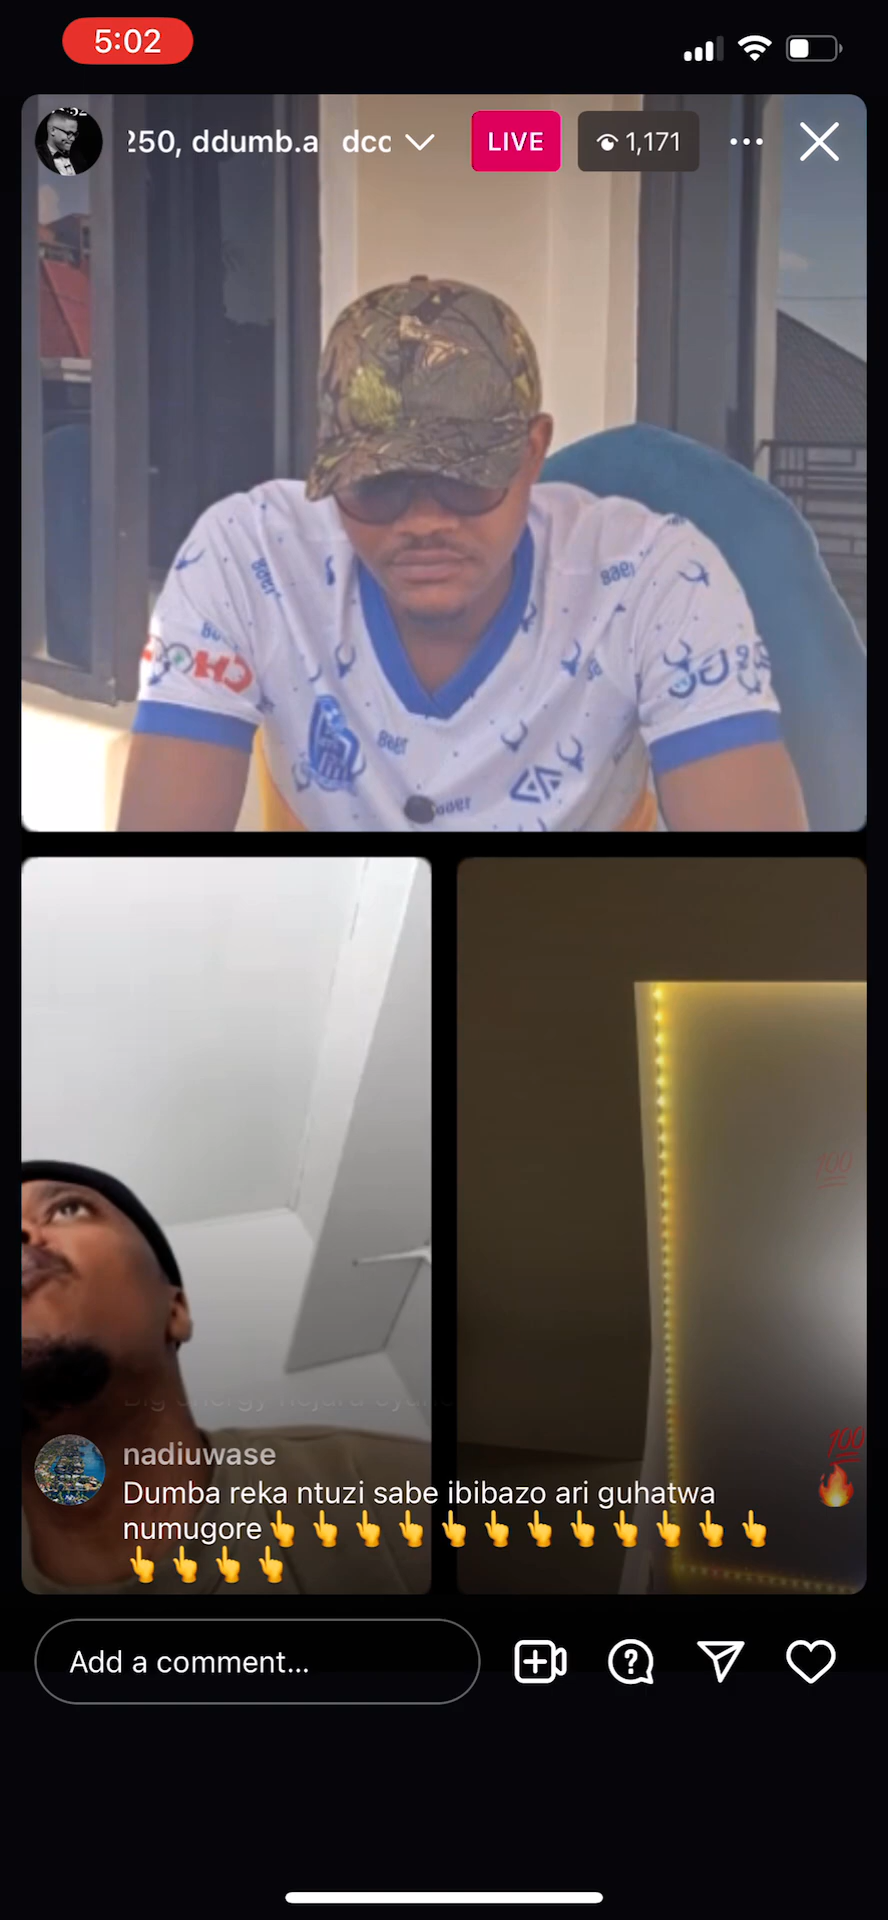 5:02
250, ddumb.a dcc
LIVE
1,171
Baer
nadiuwase
Dumba reka ntuzi sabe ibibazo ari guhatwa
numugore👆👆👆👆👆👆👆👆👆👆👆👆
👆👆👆👆
💯
💯
🔥
Add a comment...